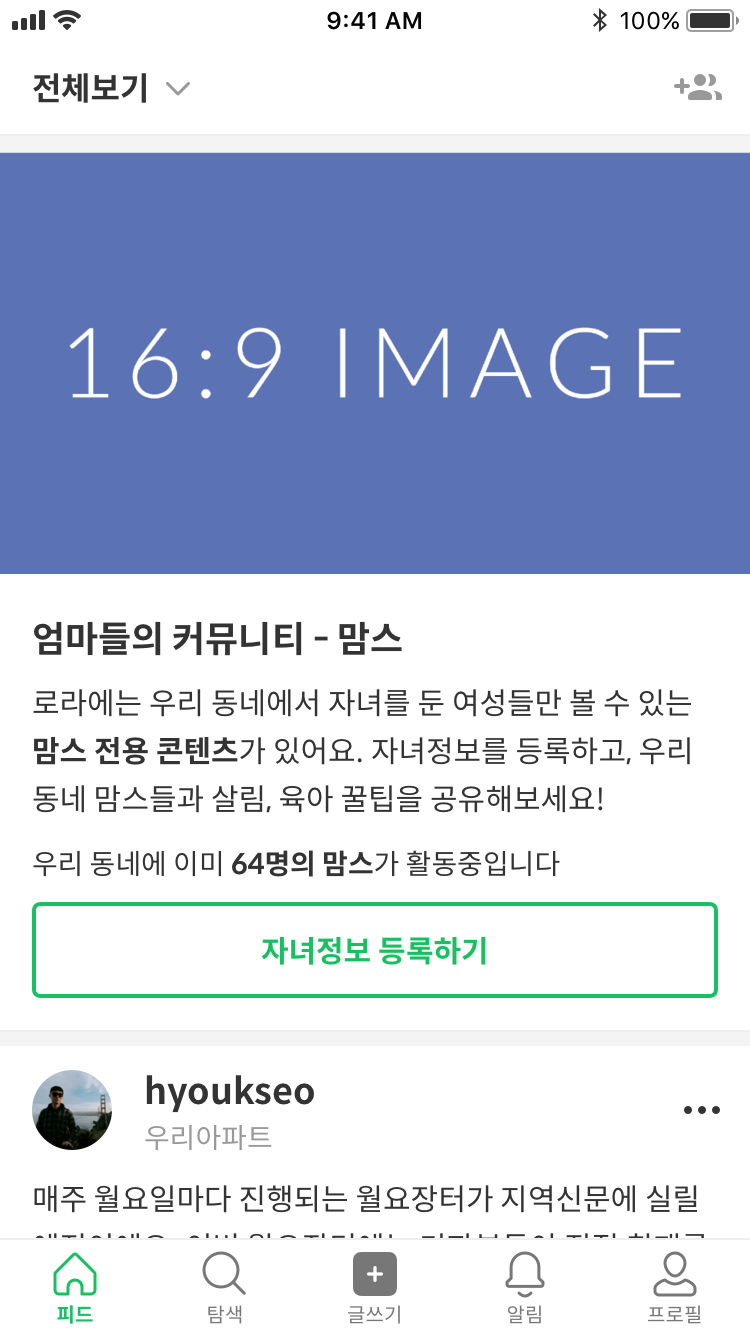 9:41 AM
100%
전체보기
16:9 IMAGE
엄마들의 커뮤니티 - 맘스
로라에는 우리 동네에서 자녀를 둔 여성들만 볼 수 있는
맘스 전용 콘텐츠가 있어요. 자녀정보를 등록하고, 우리
동네 맘스들과 살림, 육아 꿀팁을 공유해보세요!
우리 동네에 이미 64명의 맘스가 활동중입니다
자녀정보 등록하기
hyoukseo
우리아파트
매주 월요일마다 진행되는 월요장터가 지역신문에 실릴
피드
탐색
글쓰기
알림
프로필